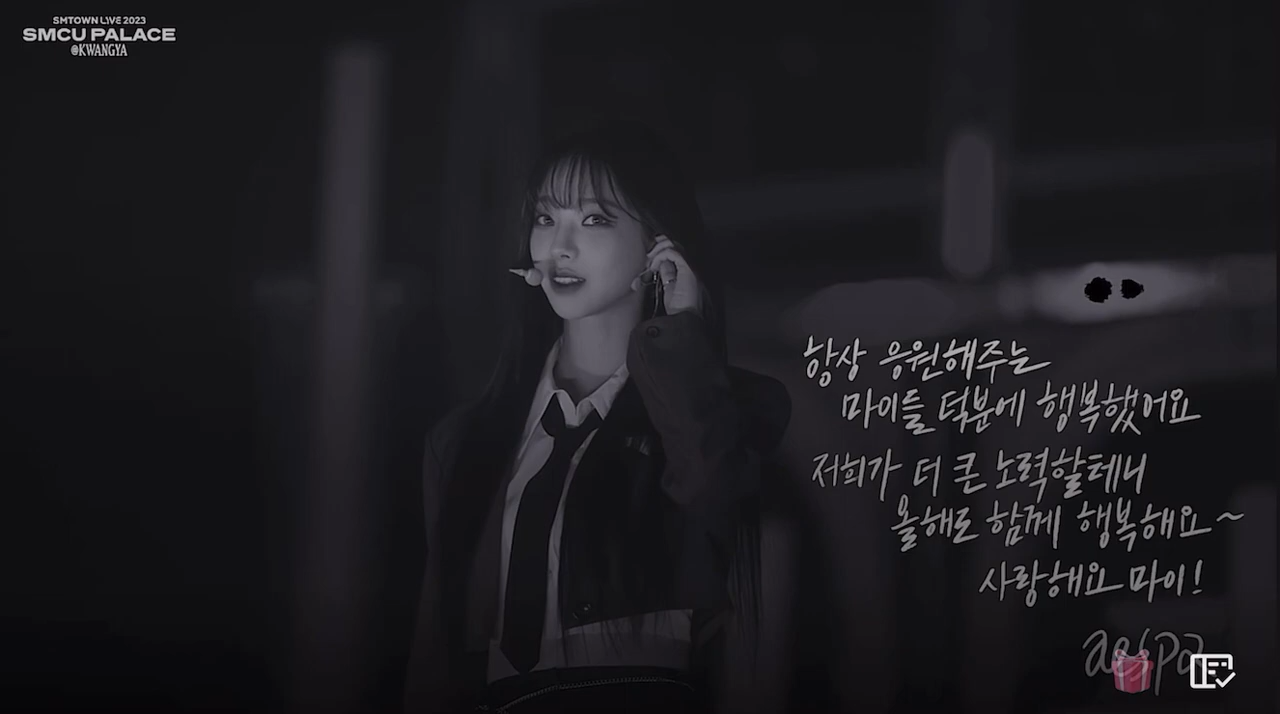 SMTOWN LIVE 2023
SMCU PALACE
@KWANGYA
항상 응원해주는
마이들 덕분에 행복했어요
저희가 더 큰 노력할테니
올해도 함께 행복해요~
사랑해요 마이!
aespa